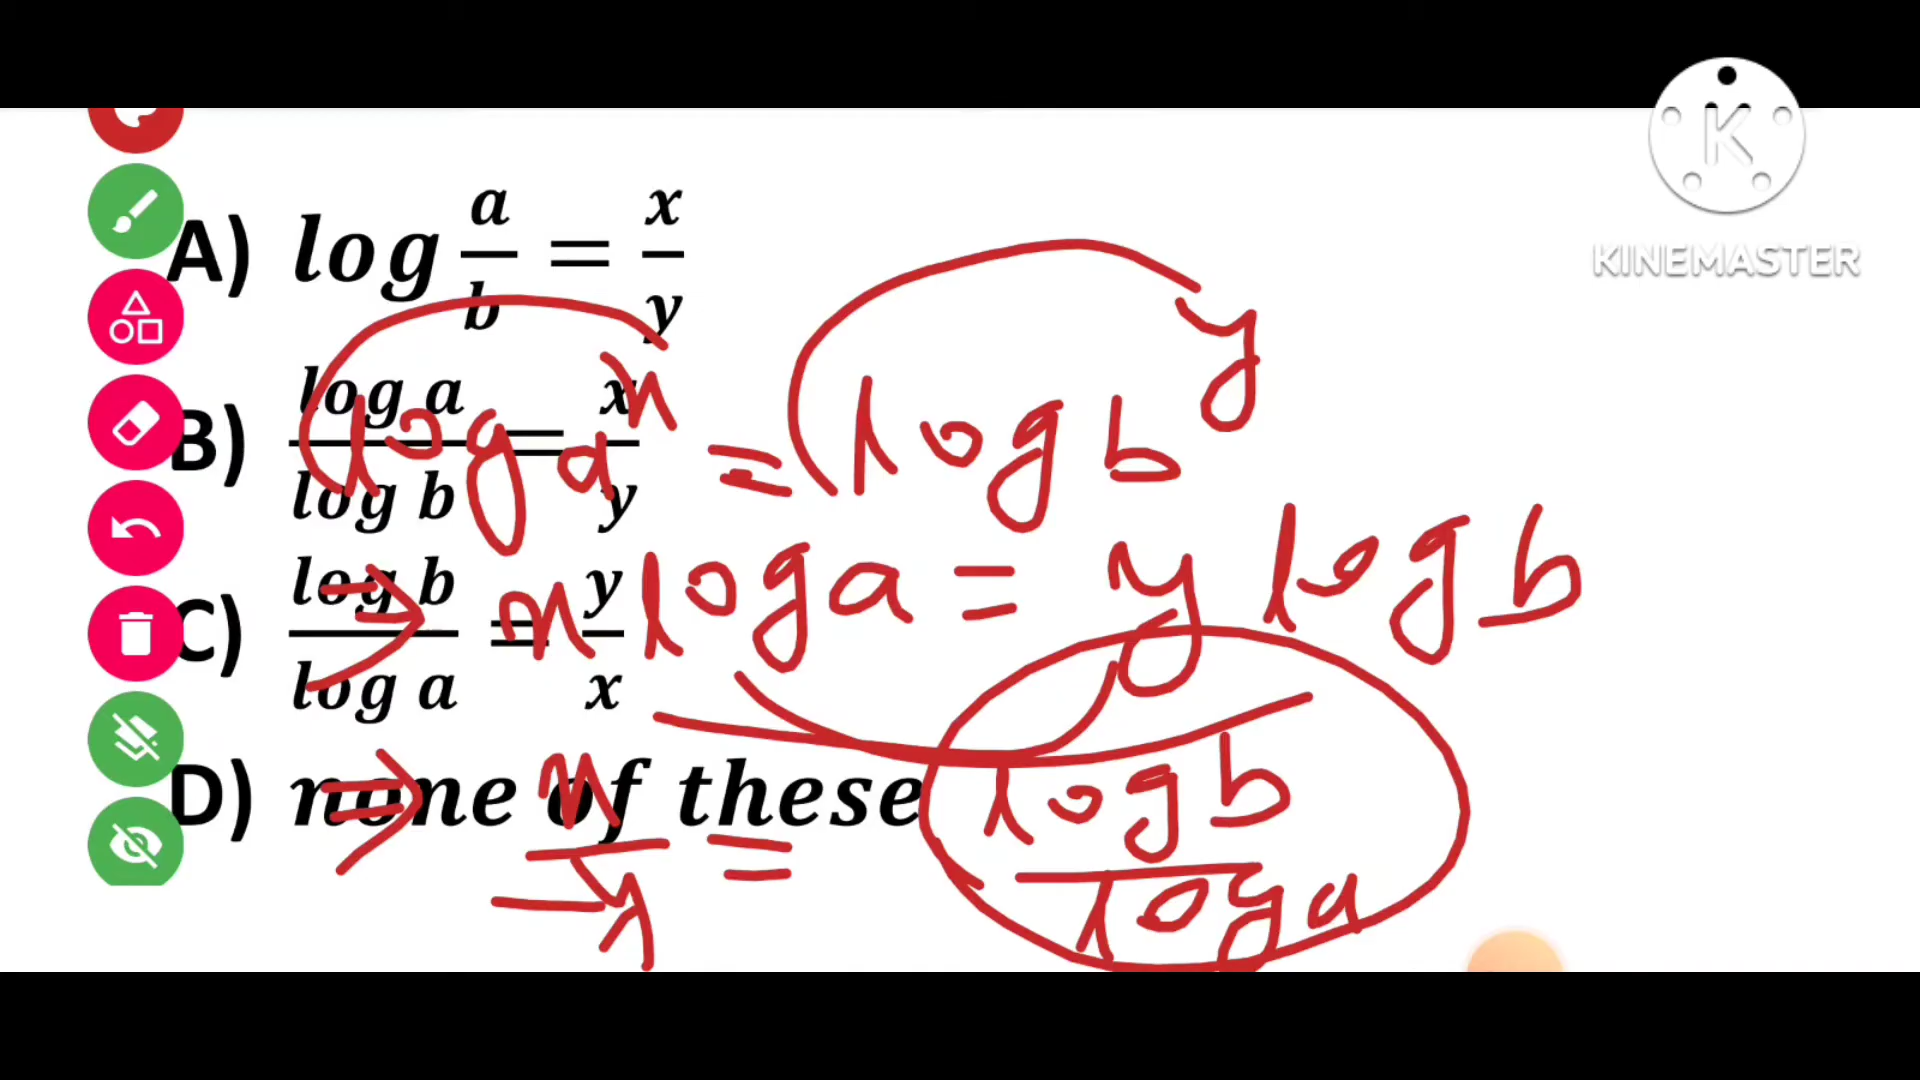 K
KINEMASTER
A) log a/b = x/y
B) log a/log b = x/y
C) log b/log a = y/x
D) none of these
log a^x = log b^y
⇒ x log a = y log b
⇒ x/y = log b/log a